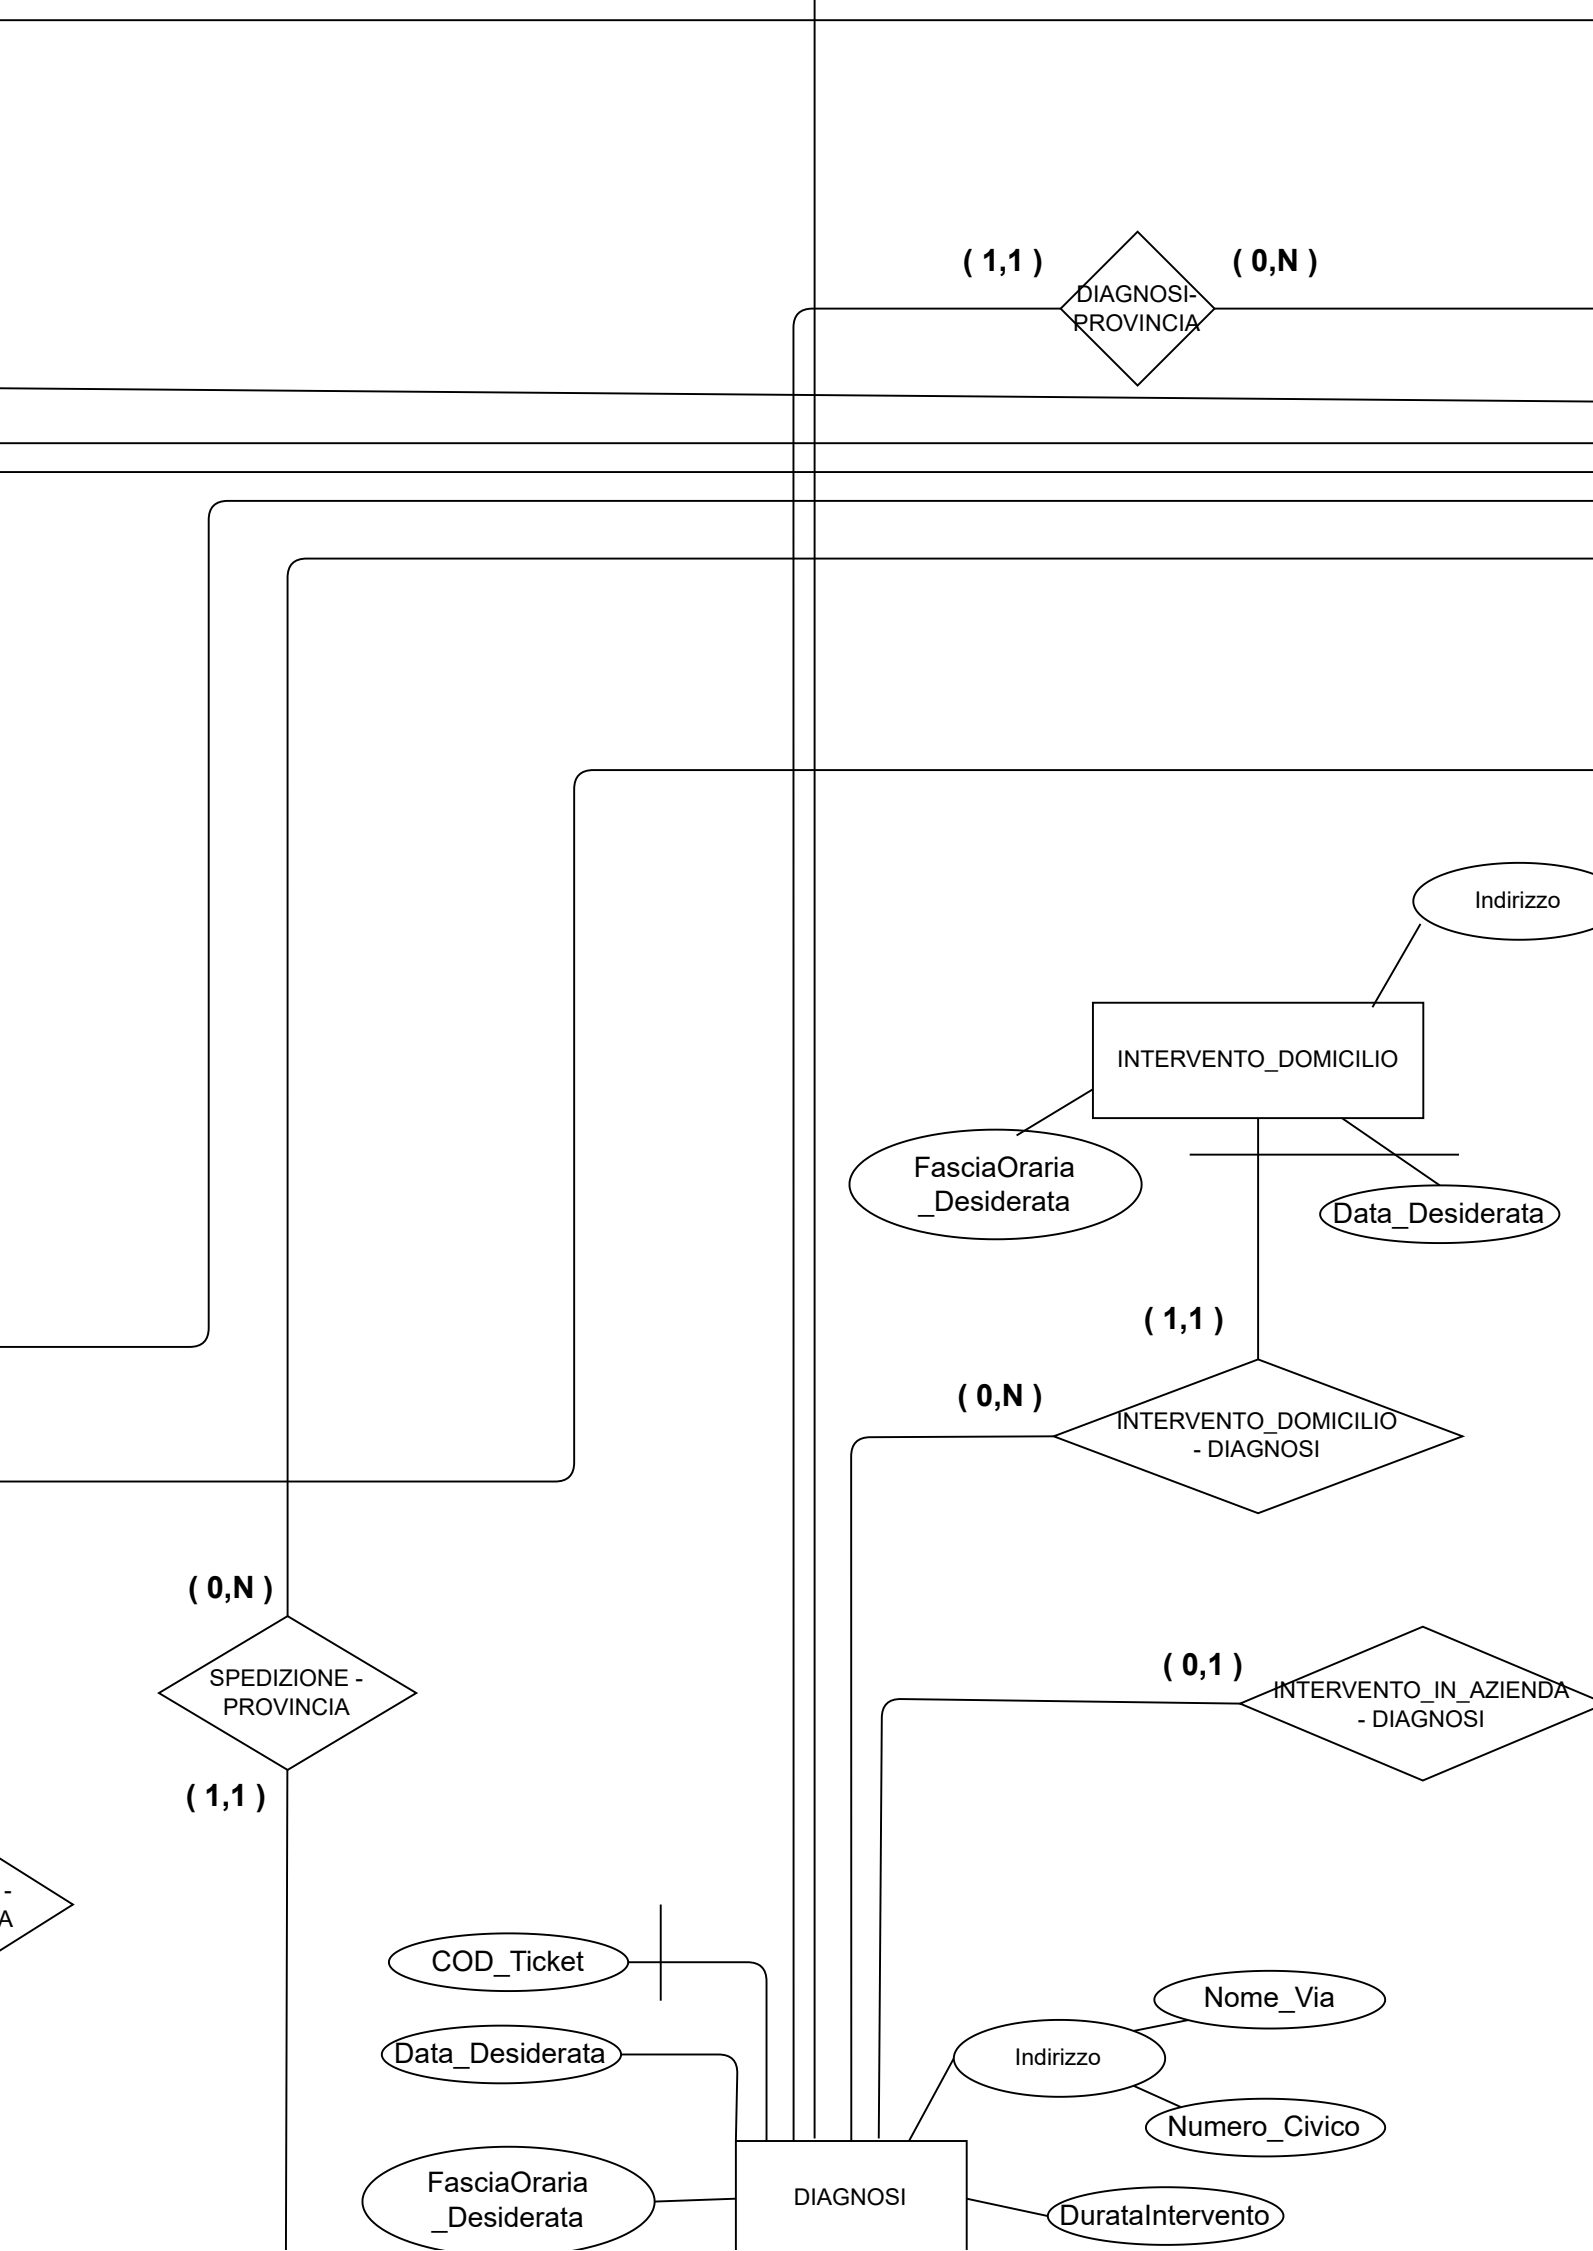 ( 1,1 )
( 0,N )
DIAGNOSI-
PROVINCIA
Indirizzo
INTERVENTO_DOMICILIO
FasciaOraria
_Desiderata
Data_Desiderata
( 1,1 )
( 0,N )
INTERVENTO_DOMICILIO
- DIAGNOSI
( 0,N )
SPEDIZIONE -
PROVINCIA
( 0,1 )
INTERVENTO_IN_AZIENDA
- DIAGNOSI
( 1,1 )
-
A
COD_Ticket
Data_Desiderata
Nome_Via
Indirizzo
Numero_Civico
FasciaOraria
_Desiderata
DIAGNOSI
DurataIntervento